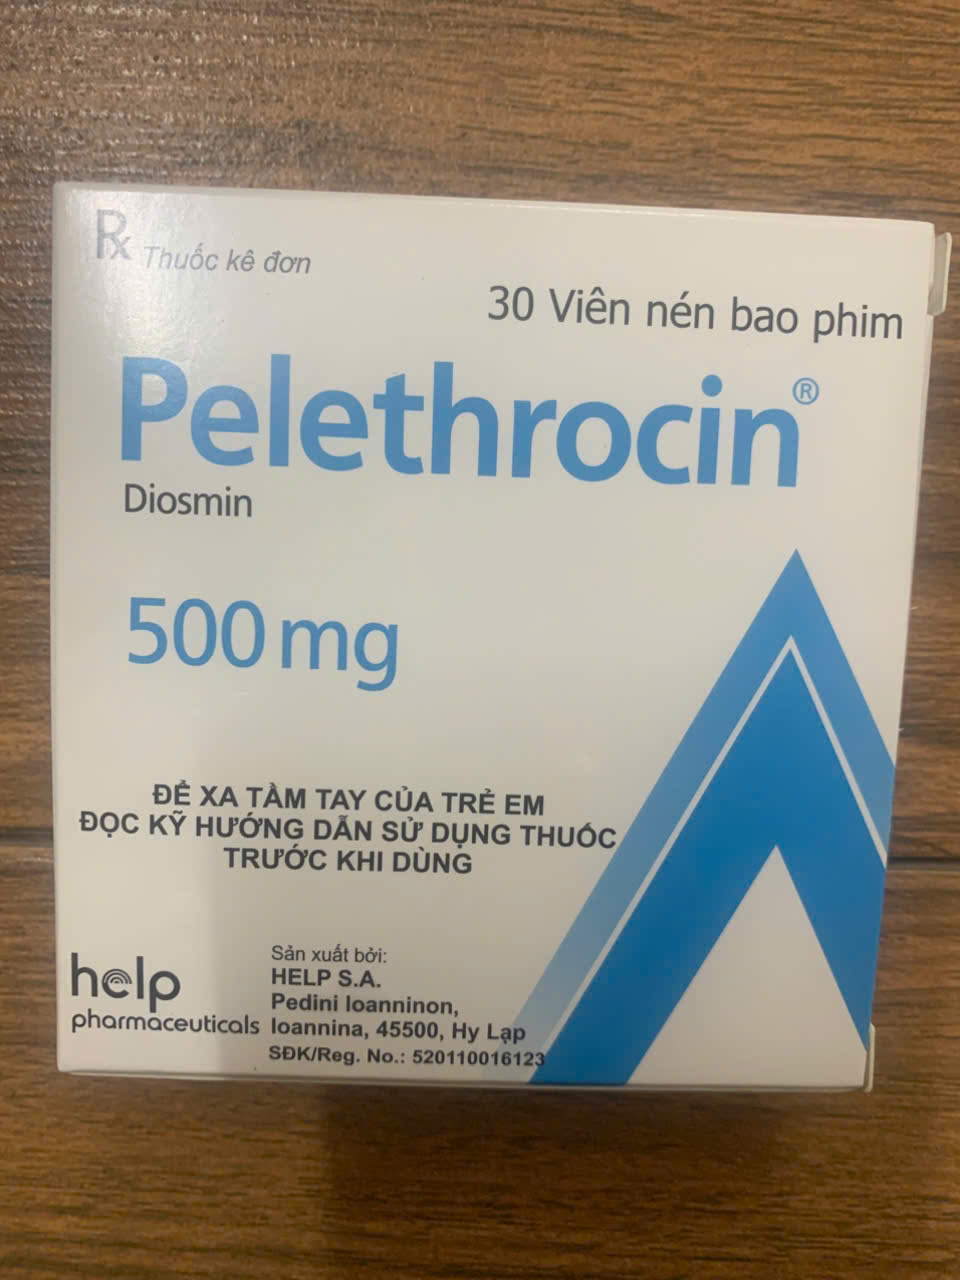 Rx Thuốc kê đơn
30 Viên nén bao phim
Pelethrocin®
Diosmin
500 mg
ĐỂ XA TẦM TAY CỦA TRẺ EM
ĐỌC KỸ HƯỚNG DẪN SỬ DỤNG THUỐC
TRƯỚC KHI DÙNG
help
pharmaceuticals
Sản xuất bởi:
HELP S.A.
Pedini Ioanninon,
Ioannina, 45500, Hy Lạp
SĐK/Reg. No.: 520110016123